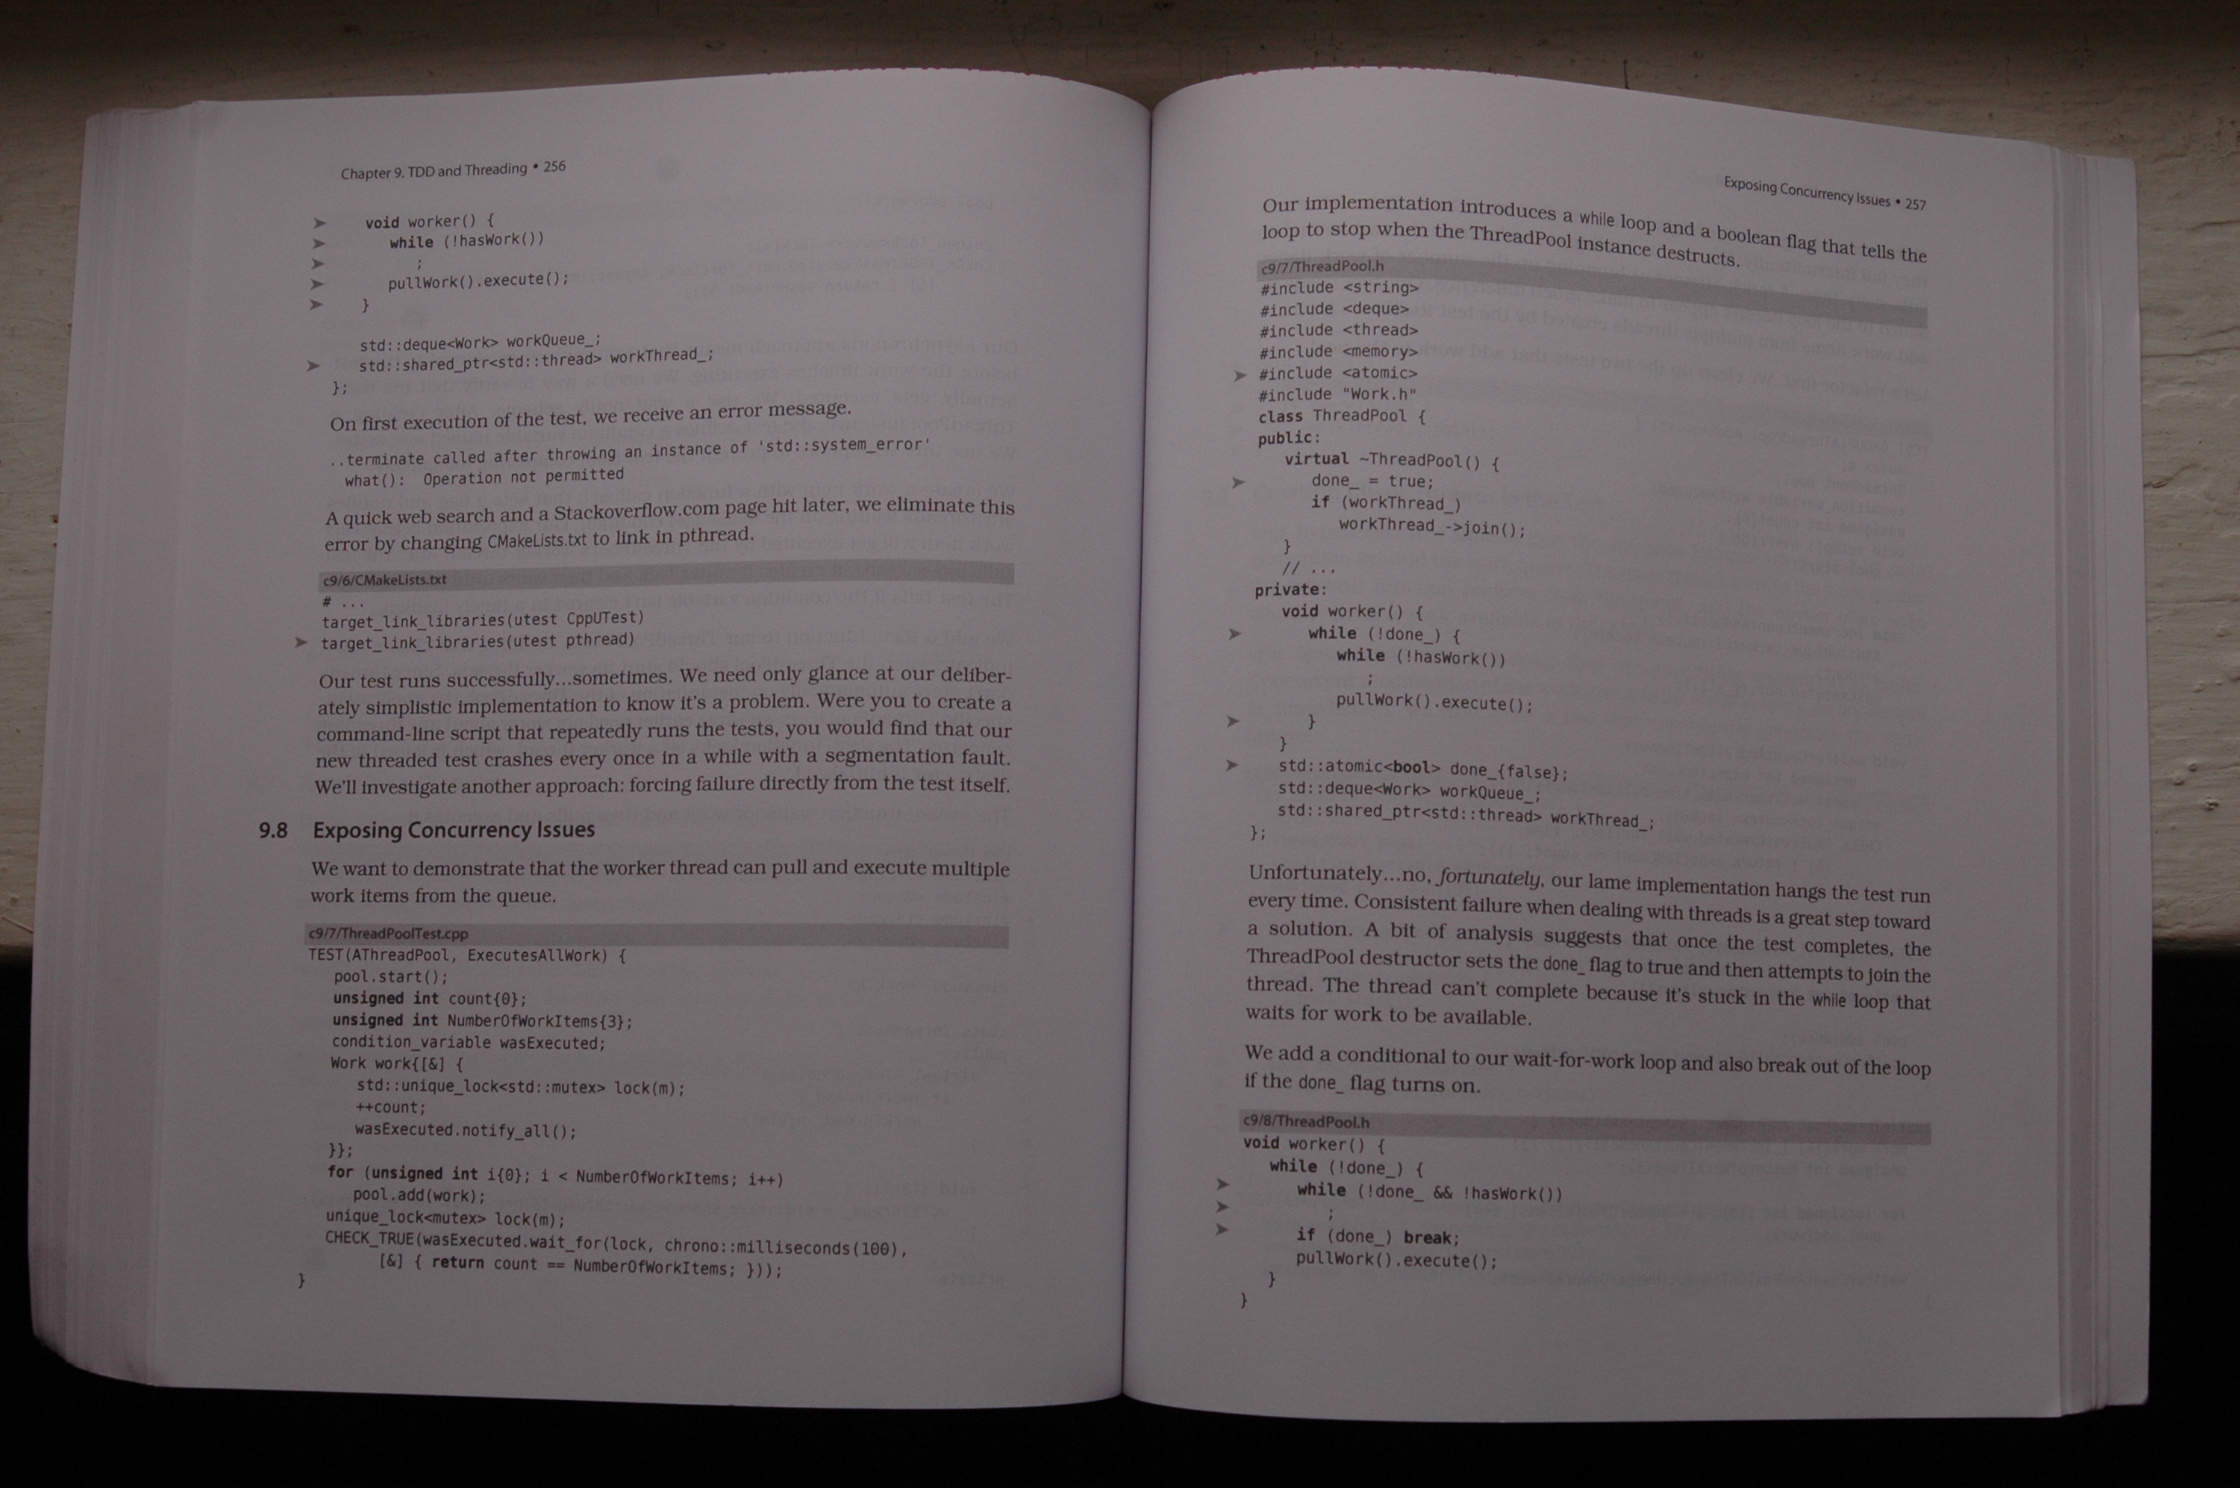 Chapter 9. TDD and Threading • 256
➤ void worker() {
➤ while (!hasWork())
➤ ;
➤ pullWork().execute();
➤ }
std::deque<Work> workQueue_;
➤ std::shared_ptr<std::thread> workThread_;
};
On first execution of the test, we receive an error message.
..terminate called after throwing an instance of 'std::system_error'
what(): Operation not permitted
A quick web search and a Stackoverflow.com page hit later, we eliminate this
error by changing CMakeLists.txt to link in pthread.
c9/6/CMakeLists.txt
# ...
target_link_libraries(utest CppUTest)
➤ target_link_libraries(utest pthread)
Our test runs successfully...sometimes. We need only glance at our deliber-
ately simplistic implementation to know it's a problem. Were you to create a
command-line script that repeatedly runs the tests, you would find that our
new threaded test crashes every once in a while with a segmentation fault.
We'll investigate another approach: forcing failure directly from the test itself.
9.8 Exposing Concurrency Issues
We want to demonstrate that the worker thread can pull and execute multiple
work items from the queue.
c9/7/ThreadPoolTest.cpp
TEST(AThreadPool, ExecutesAllWork) {
pool.start();
unsigned int count{0};
unsigned int NumberOfWorkItems{3};
condition_variable wasExecuted;
Work work{[&] {
std::unique_lock<std::mutex> lock(m);
++count;
wasExecuted.notify_all();
}};
for (unsigned int i{0}; i < NumberOfWorkItems; i++)
pool.add(work);
unique_lock<mutex> lock(m);
CHECK_TRUE(wasExecuted.wait_for(lock, chrono::milliseconds(100),
[&] { return count == NumberOfWorkItems; }));
}
Exposing Concurrency Issues • 257
Our implementation introduces a while loop and a boolean flag that tells the
loop to stop when the ThreadPool instance destructs.
c9/7/ThreadPool.h
#include <string>
#include <deque>
#include <thread>
#include <memory>
➤ #include <atomic>
#include "Work.h"
class ThreadPool {
public:
virtual ~ThreadPool() {
➤ done_ = true;
if (workThread_)
workThread_->join();
}
// ...
private:
void worker() {
➤ while (!done_) {
while (!hasWork())
;
pullWork().execute();
➤ }
}
➤ std::atomic<bool> done_{false};
std::deque<Work> workQueue_;
std::shared_ptr<std::thread> workThread_;
};
Unfortunately...no, fortunately, our lame implementation hangs the test run
every time. Consistent failure when dealing with threads is a great step toward
a solution. A bit of analysis suggests that once the test completes, the
ThreadPool destructor sets the done_ flag to true and then attempts to join the
thread. The thread can't complete because it's stuck in the while loop that
waits for work to be available.
We add a conditional to our wait-for-work loop and also break out of the loop
if the done_ flag turns on.
c9/8/ThreadPool.h
void worker() {
while (!done_) {
➤ while (!done_ && !hasWork())
➤ ;
➤ if (done_) break;
pullWork().execute();
}
}